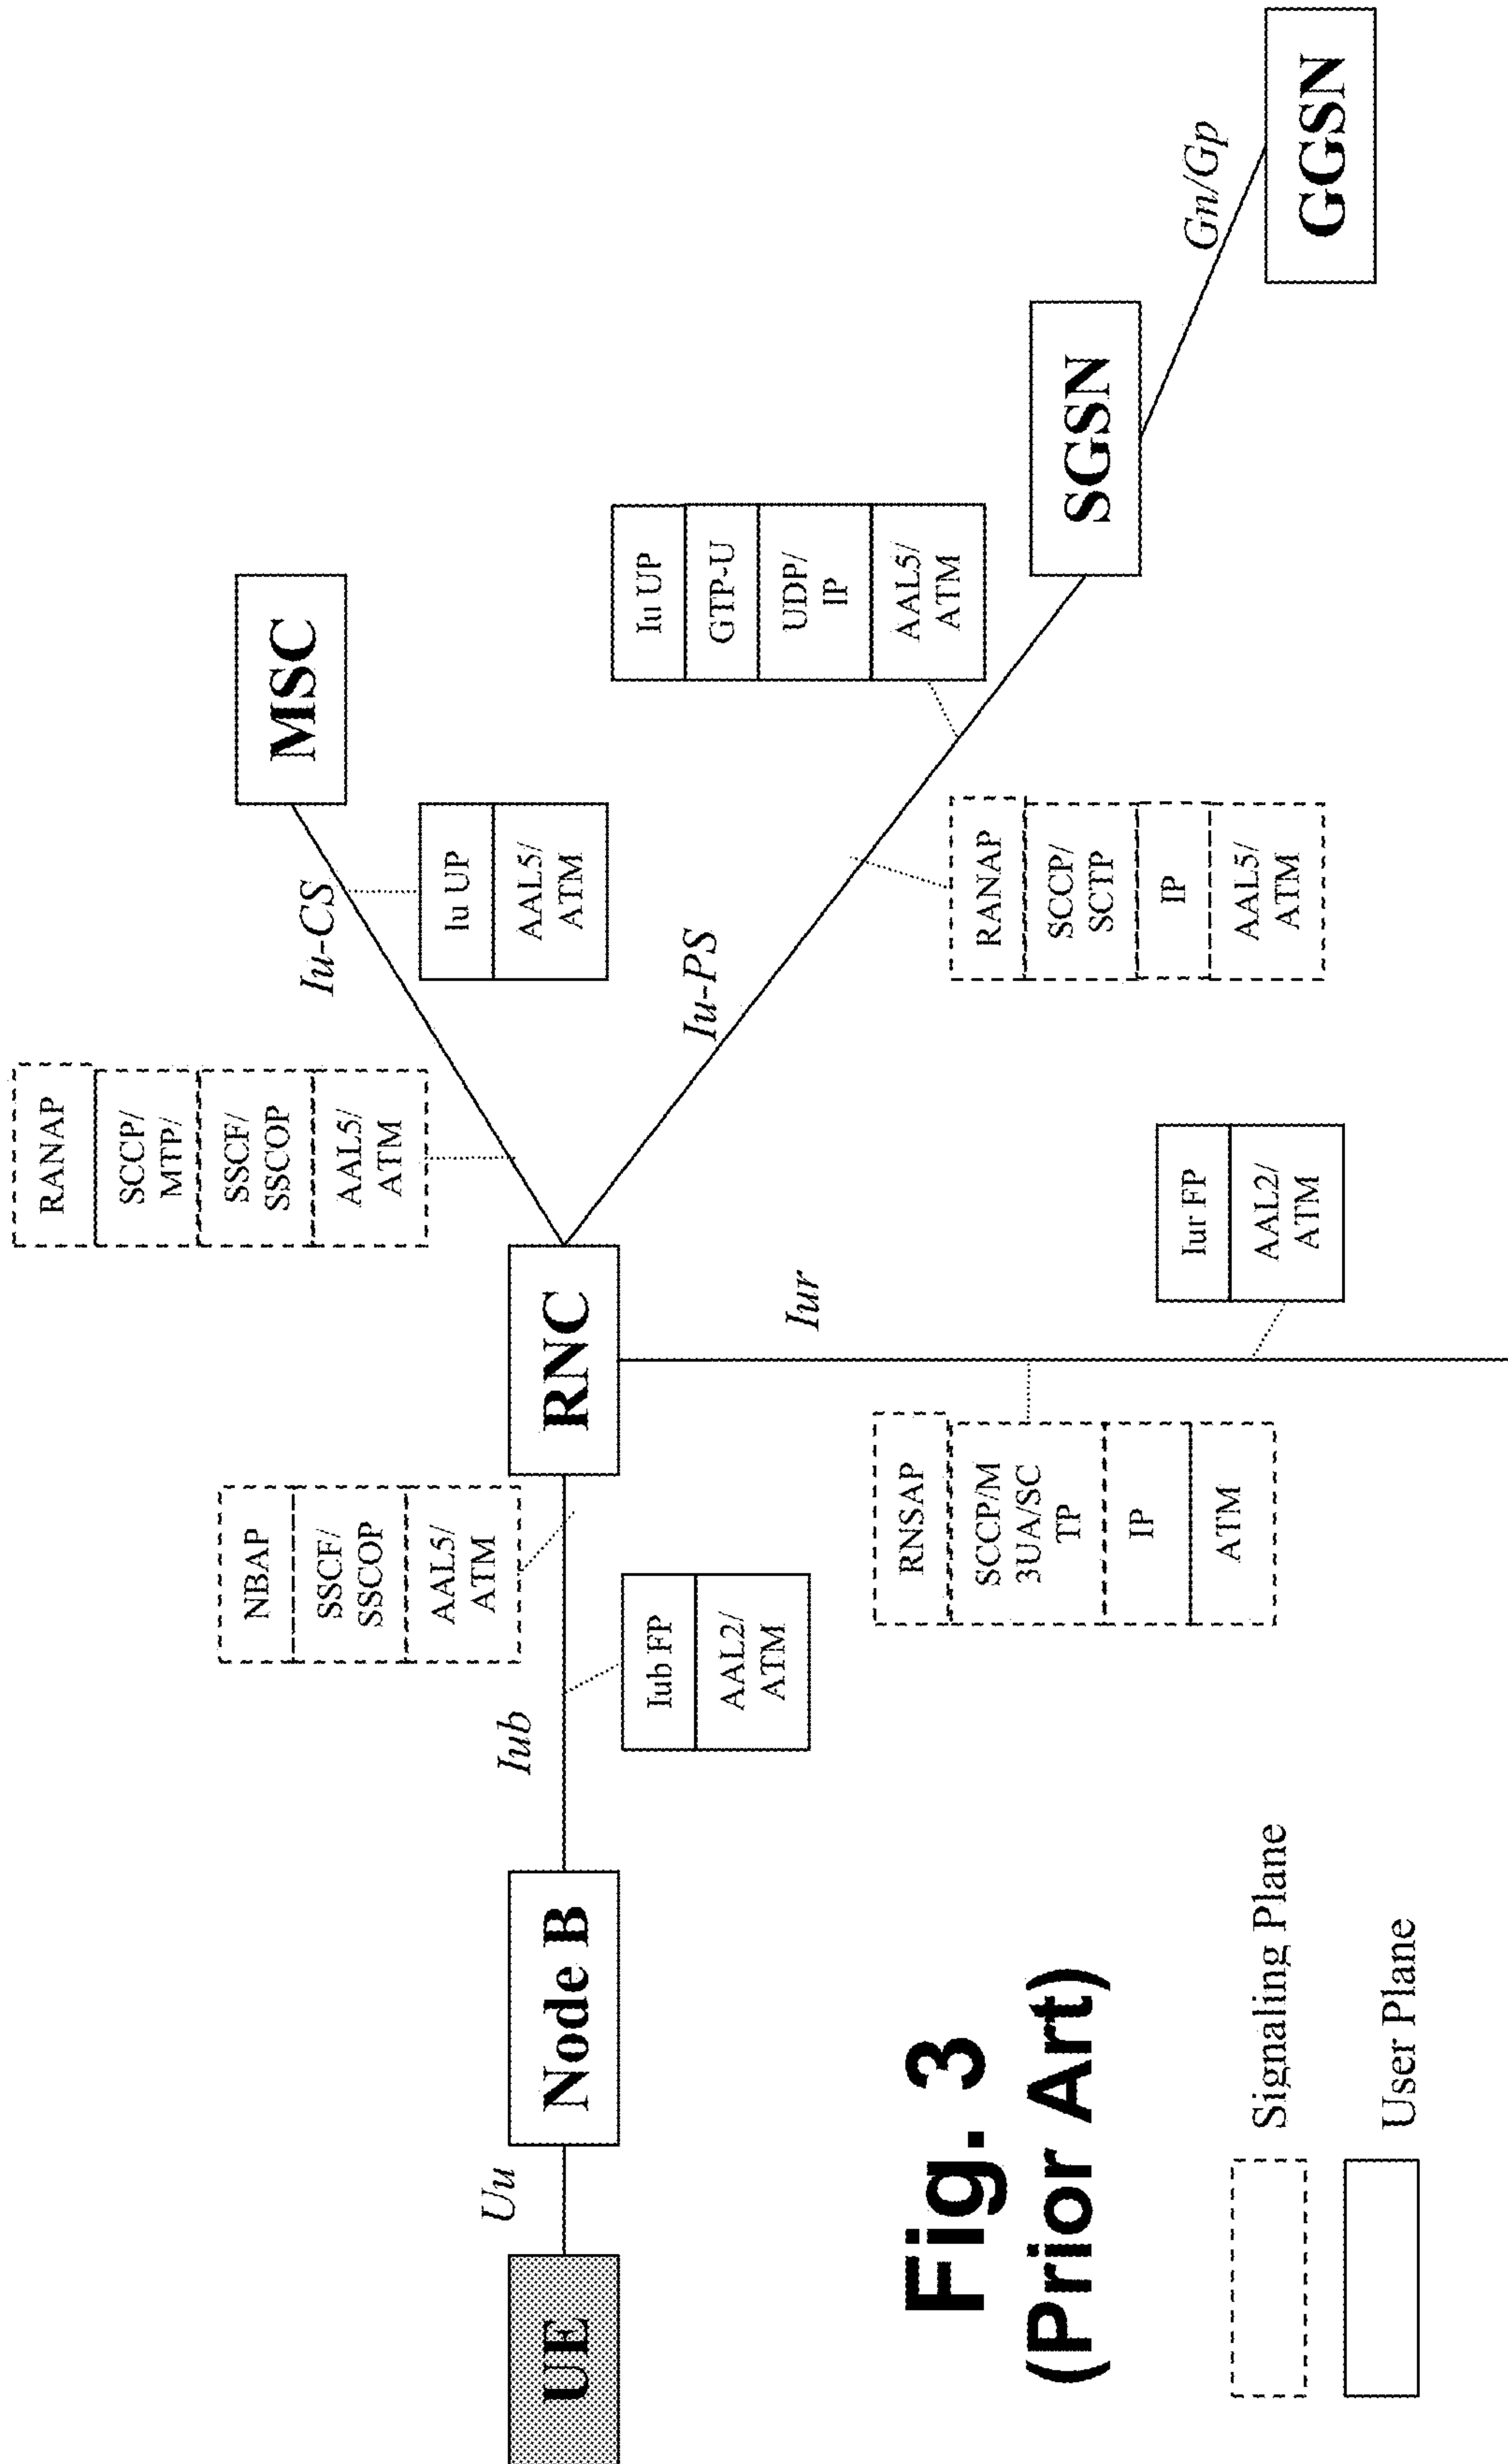 UE
Uu
Node B
Iub
NBAP
SSCF/
SSCOP
AAL5/
ATM
Iub FP
AAL2/
ATM
RNC
RANAP
SCCP/
MTP/
SSCF/
SSCOP
AAL5/
ATM
Iu-CS
Iu UP
AAL5/
ATM
MSC
Iu-PS
Iu UP
GTP-U
UDP/
IP
AAL5/
ATM
RANAP
SCCP/
SCTP
IP
AAL5/
ATM
SGSN
Gn/Gp
GGSN
Iur
RNSAP
SCCP/M
3UA/SC
TP
IP
ATM
Iur FP
AAL2/
ATM
Fig. 3
(Prior Art)
Signaling Plane
User Plane